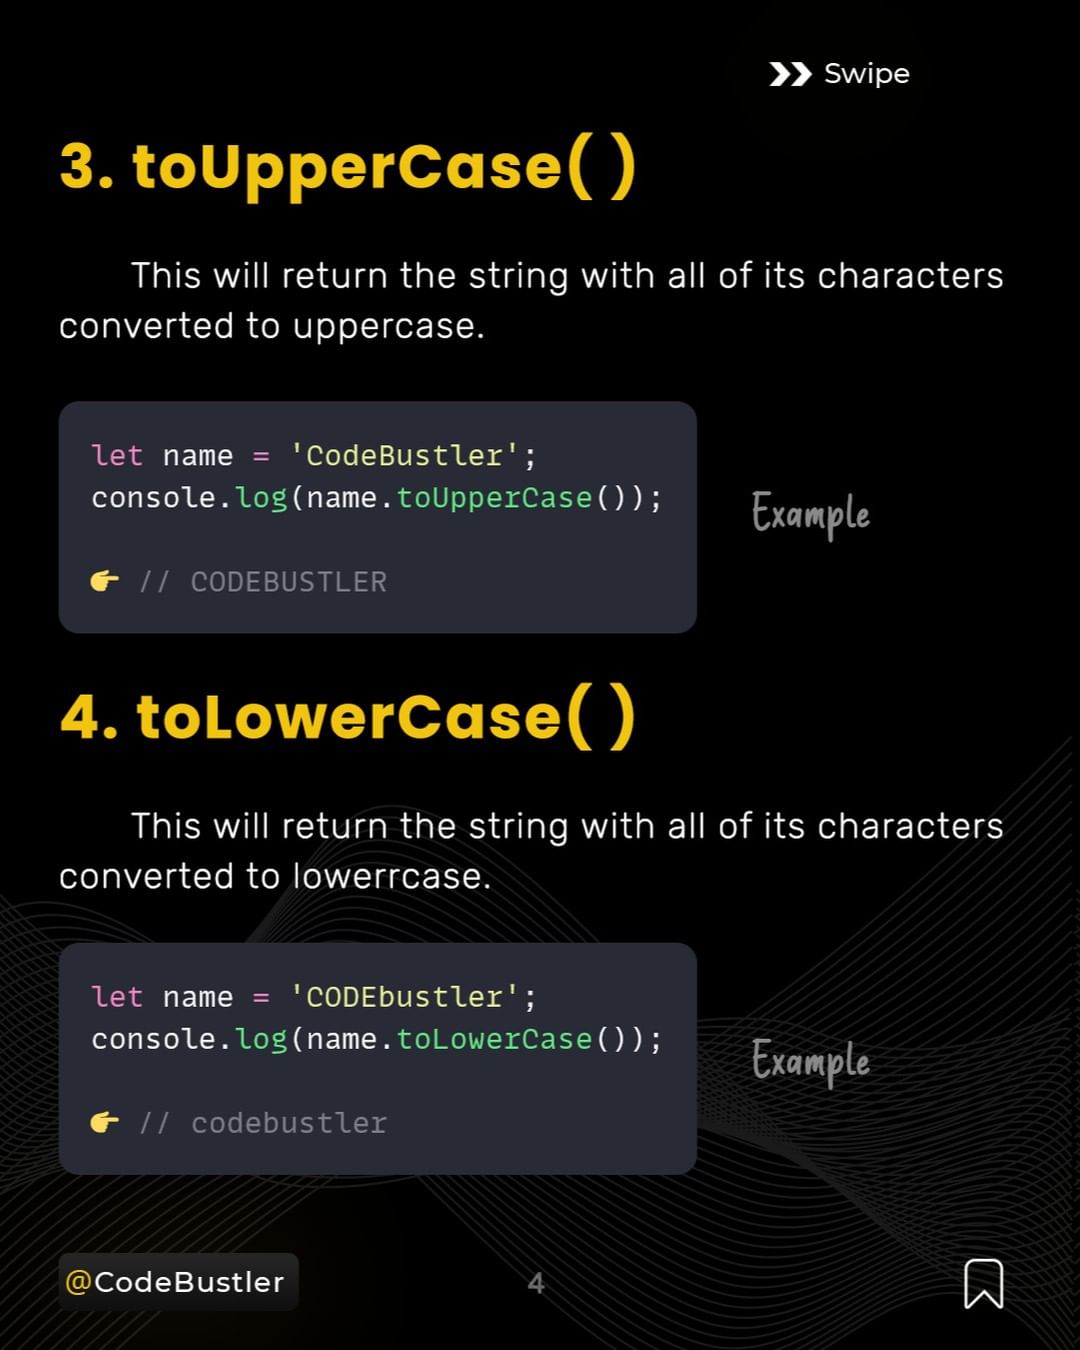 Swipe
3. toUpperCase( )
This will return the string with all of its characters
converted to uppercase.
let name = 'CodeBustler';
console.log(name.toUpperCase());
👉 // CODEBUSTLER
Example
4. toLowerCase( )
This will return the string with all of its characters
converted to lowerrcase.
let name = 'CODEbustler';
console.log(name.toLowerCase());
👉 // codebustler
Example
@CodeBustler
4